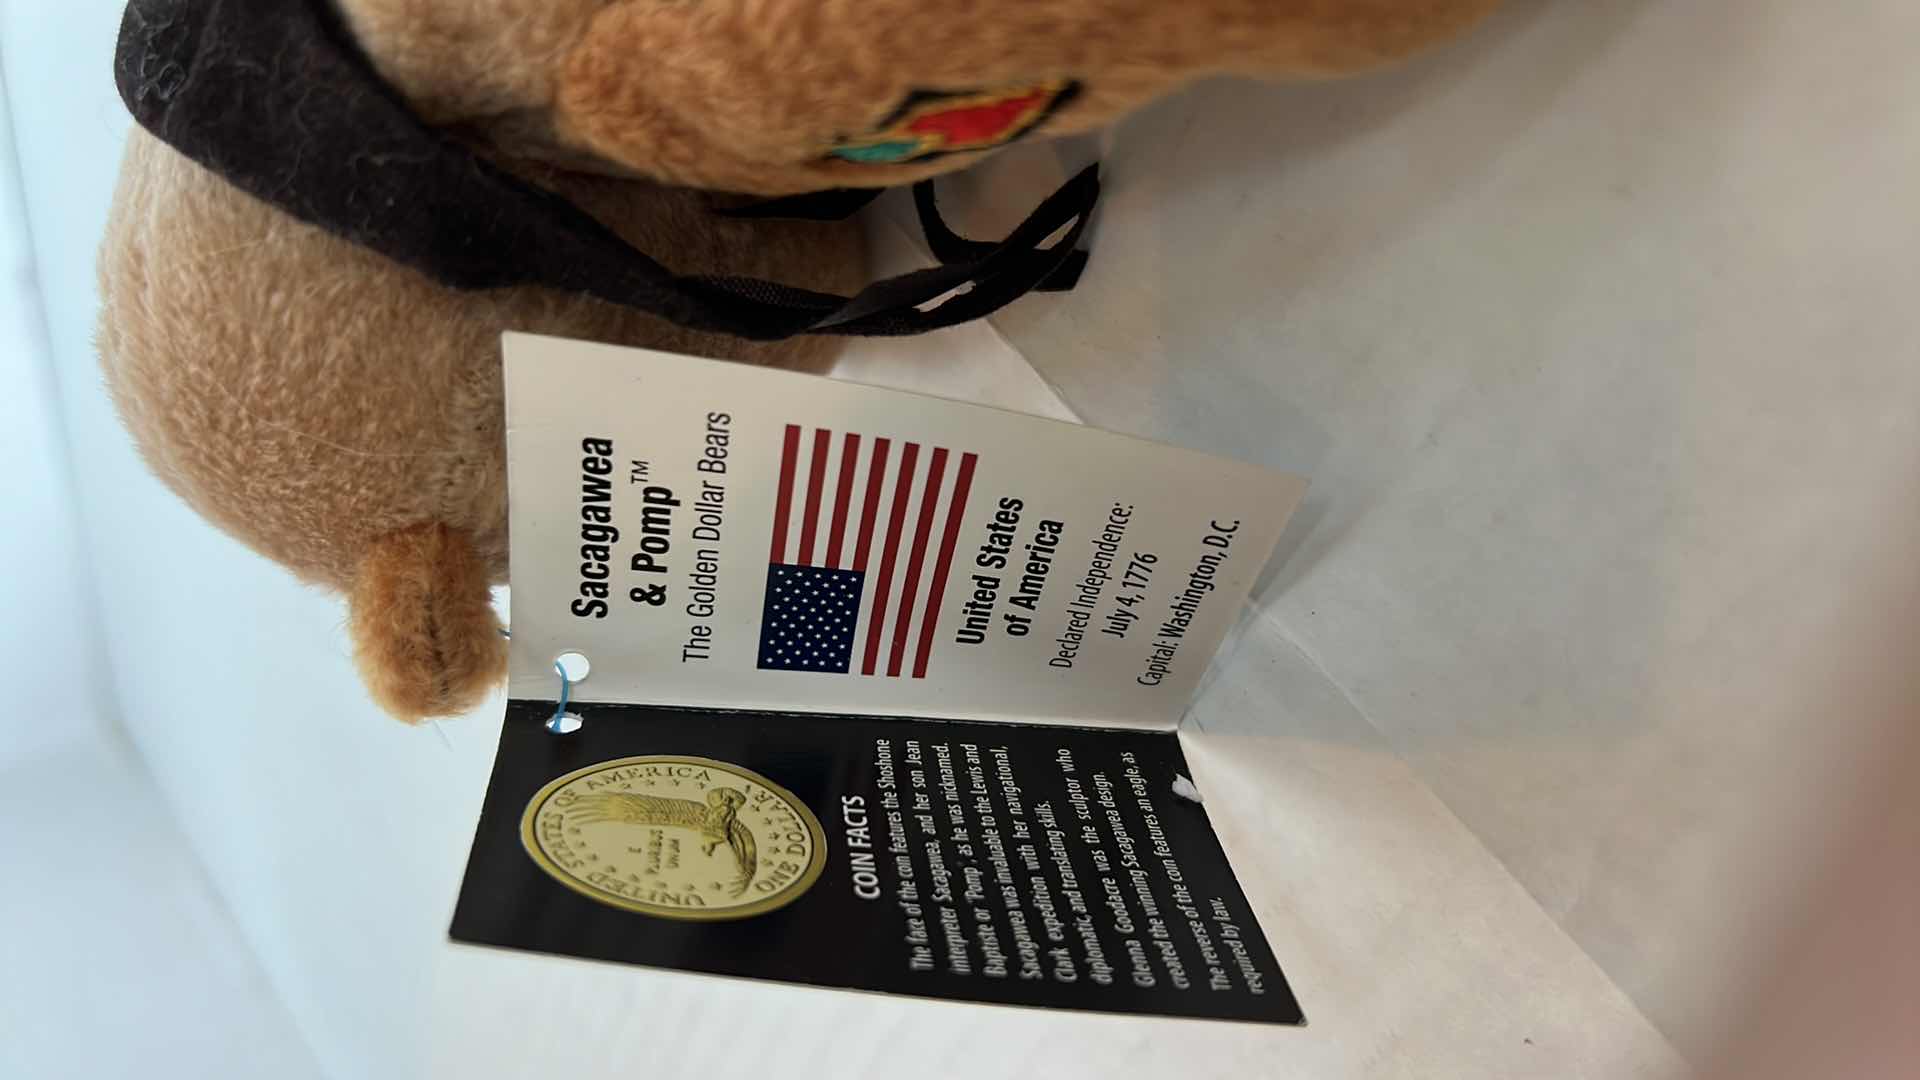 UNITED STATES OF AMERICA
E
PLURIBUS
UNUM
ONE DOLLAR
COIN FACTS
The face of the coin features the Shoshone
interpreter Sacagawea, and her son Jean
Baptiste or "Pomp", as he was nicknamed.
Sacagawea was invaluable to the Lewis and
Clark expedition with her navigational,
diplomatic, and translating skills.
Glenna Goodacre was the sculptor who
created the winning Sacagawea design.
The reverse of the coin features an eagle, as
required by law.
Sacagawea
& Pomp™
The Golden Dollar Bears
United States
of America
Declared Independence:
July 4, 1776
Capital: Washington, D.C.